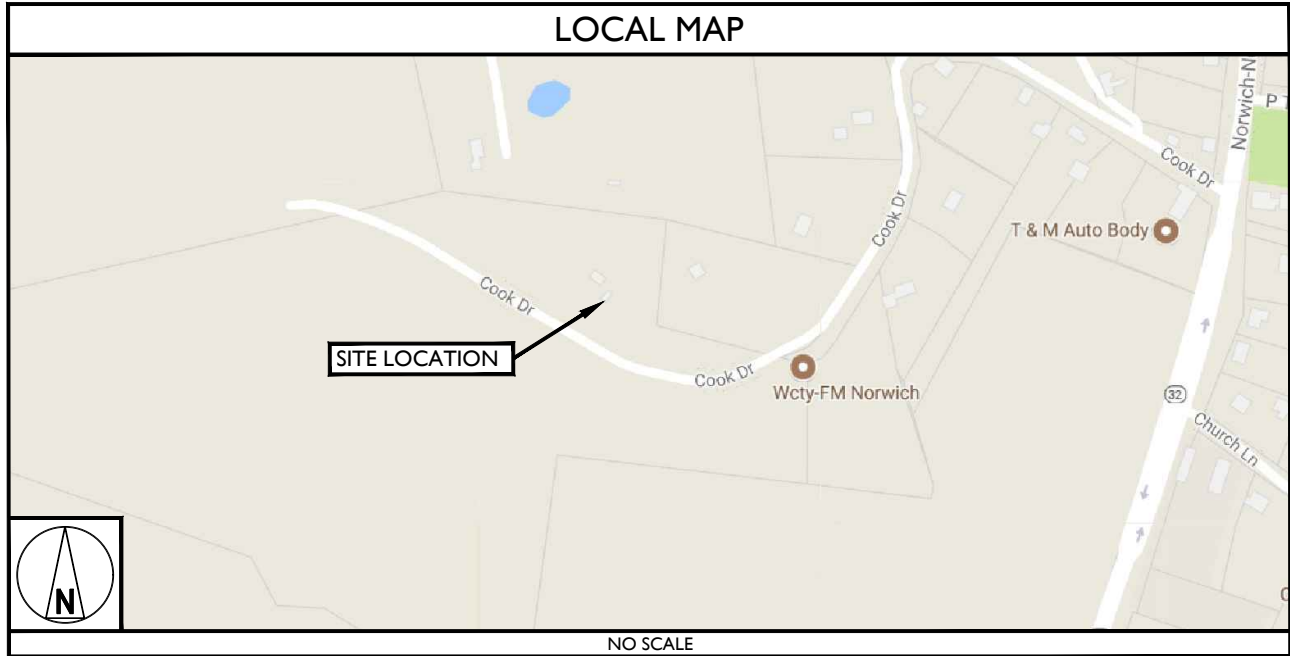 LOCAL MAP
Norwich-N
P
Cook Dr
Cook Dr
T & M Auto Body
Cook Dr
SITE LOCATION
Cook Dr
Wcty-FM Norwich
32
Church Ln
N
NO SCALE